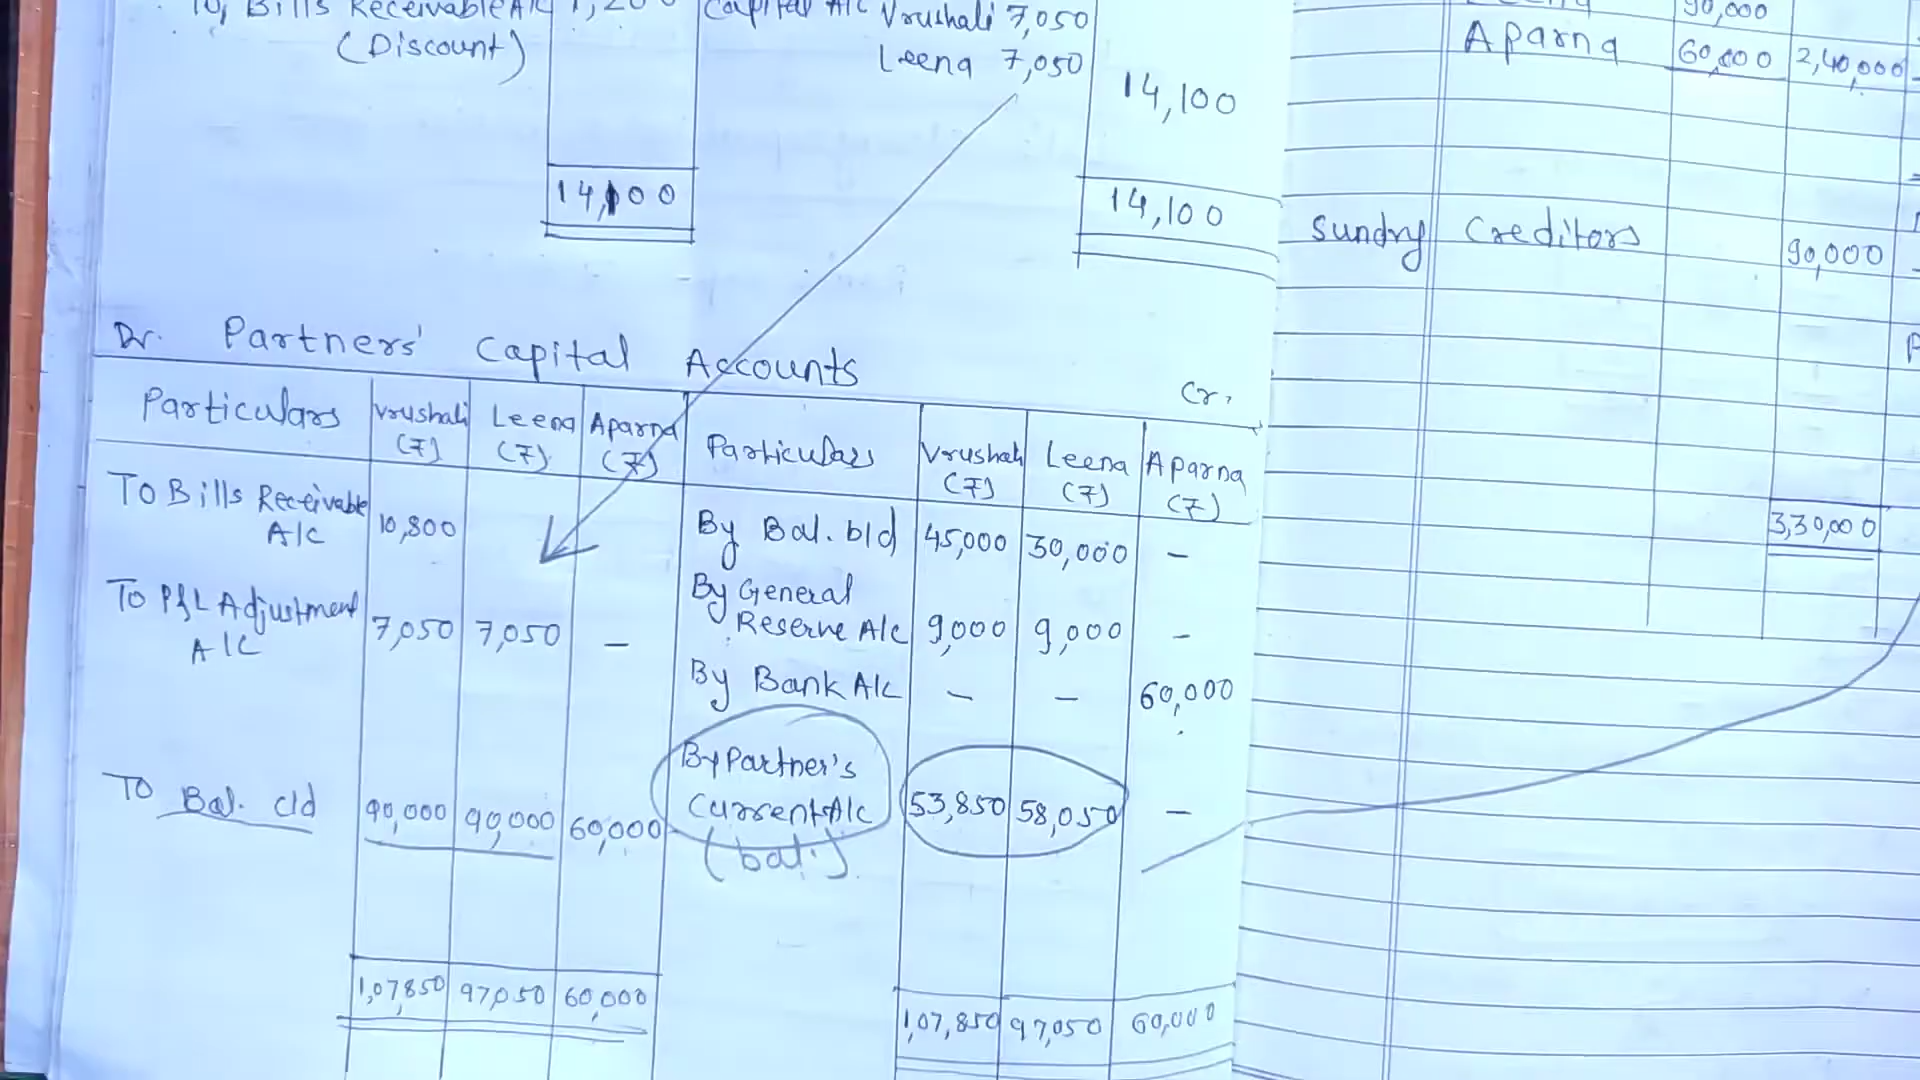 To, Bills Receivable A/c 1,200 Capital A/c Vrushali 7,050
(Discount) Leena 7,050
14,100
14,100 14,100
Dr. Partners' Capital Accounts Cr.
Particulars Vrushali (₹) Leena (₹) Aparna (₹) Particulars Vrushali (₹) Leena (₹) Aparna (₹)
To Bills Receivable A/c 10,800 By Bal. b/d 45,000 30,000 –
To P&L Adjustment A/c 7,050 7,050 – By General Reserve A/c 9,000 9,000 –
By Bank A/c – – 60,000
To Bal. c/d 90,000 90,000 60,000 By Partner's Current A/c (bal.) 53,850 58,050 –
1,07,850 97,050 60,000 1,07,850 97,050 60,000
90,000
Aparna 60,000 2,40,000
Sundry Creditors 90,000
3,30,000